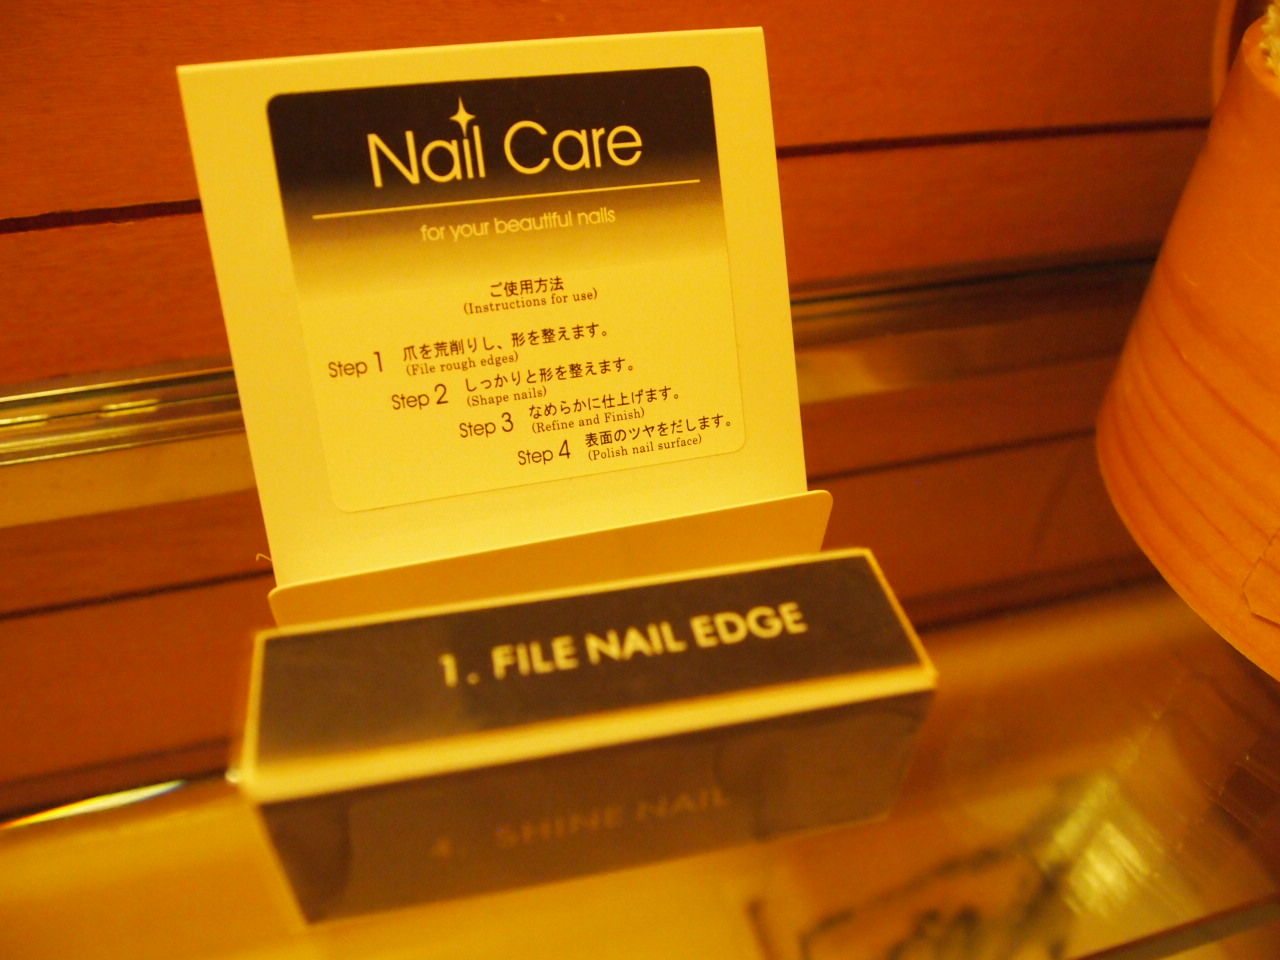 Nail Care
for your beautiful nails
ご使用方法
(Instructions for use)
Step 1 爪を荒削りし、形を整えます。
(File rough edges)
Step 2 しっかりと形を整えます。
(Shape nails)
Step 3 なめらかに仕上げます。
(Refine and Finish)
Step 4 表面のツヤをだします。
(Polish nail surface)
1. FILE NAIL EDGE
4. SHINE NAIL